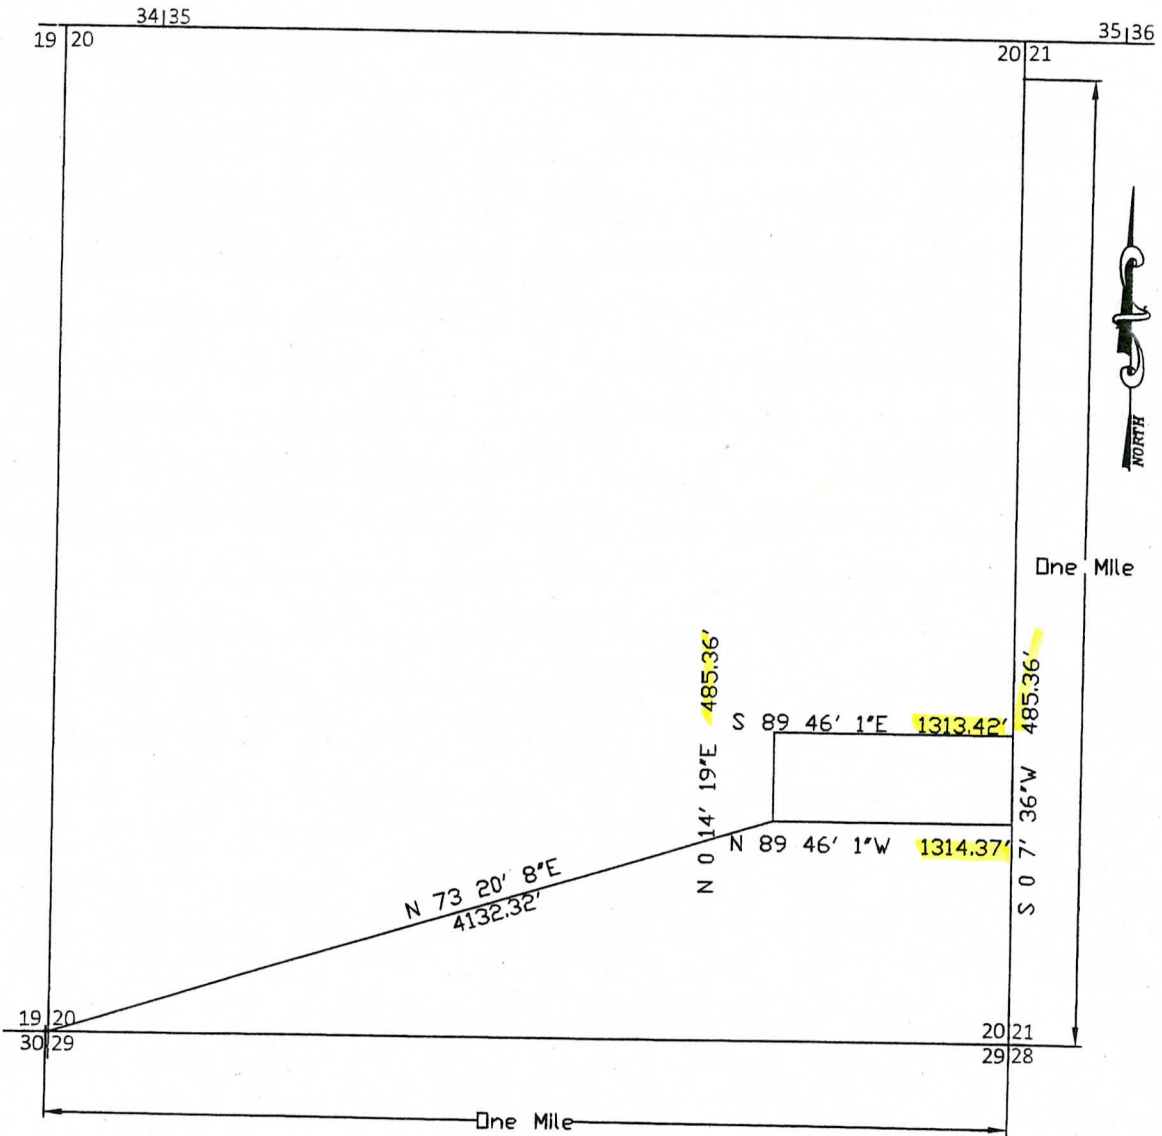 34|35
35|36
19|20
20|21
NORTH
One Mile
485.36'
485.36'
S 89 46' 1"E 1313.42'
N 0 14' 19"E
S 0 7' 36"W
N 89 46' 1"W 1314.37'
N 73 20' 8"E
4132.32'
19|20
30|29
20|21
29|28
One Mile